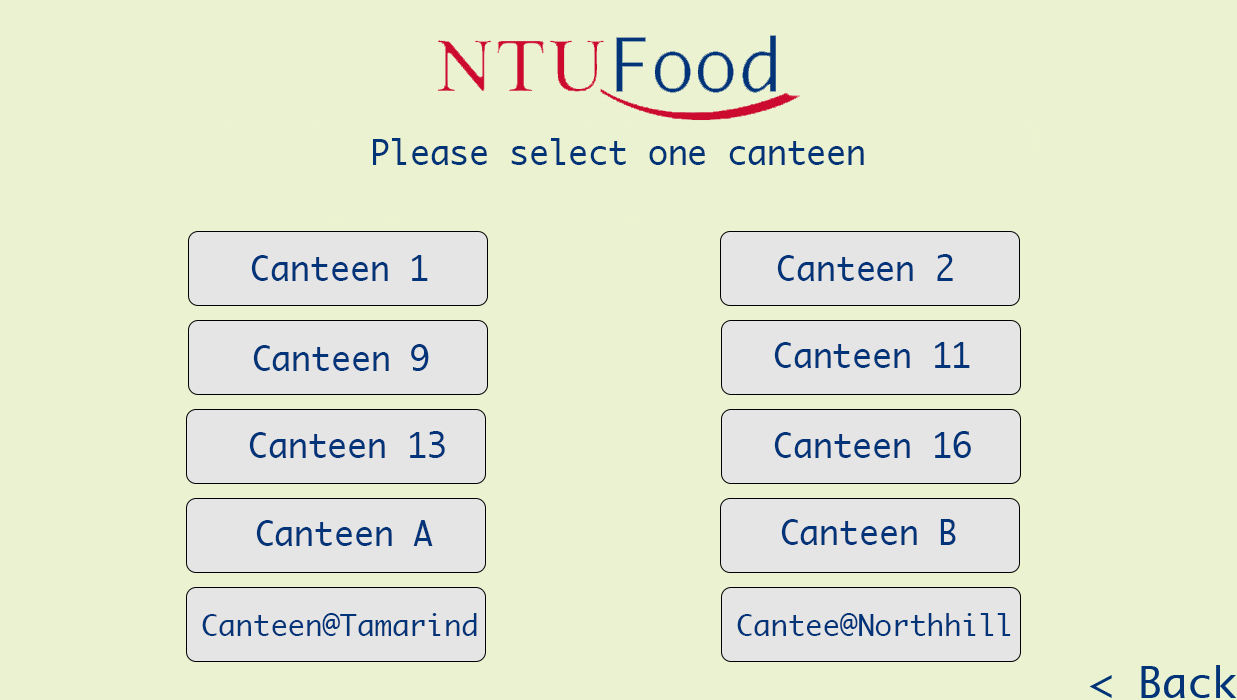 NTUFood
Please select one canteen
Canteen 1
Canteen 2
Canteen 9
Canteen 11
Canteen 13
Canteen 16
Canteen A
Canteen B
Canteen@Tamarind
Cantee@Northhill
< Back